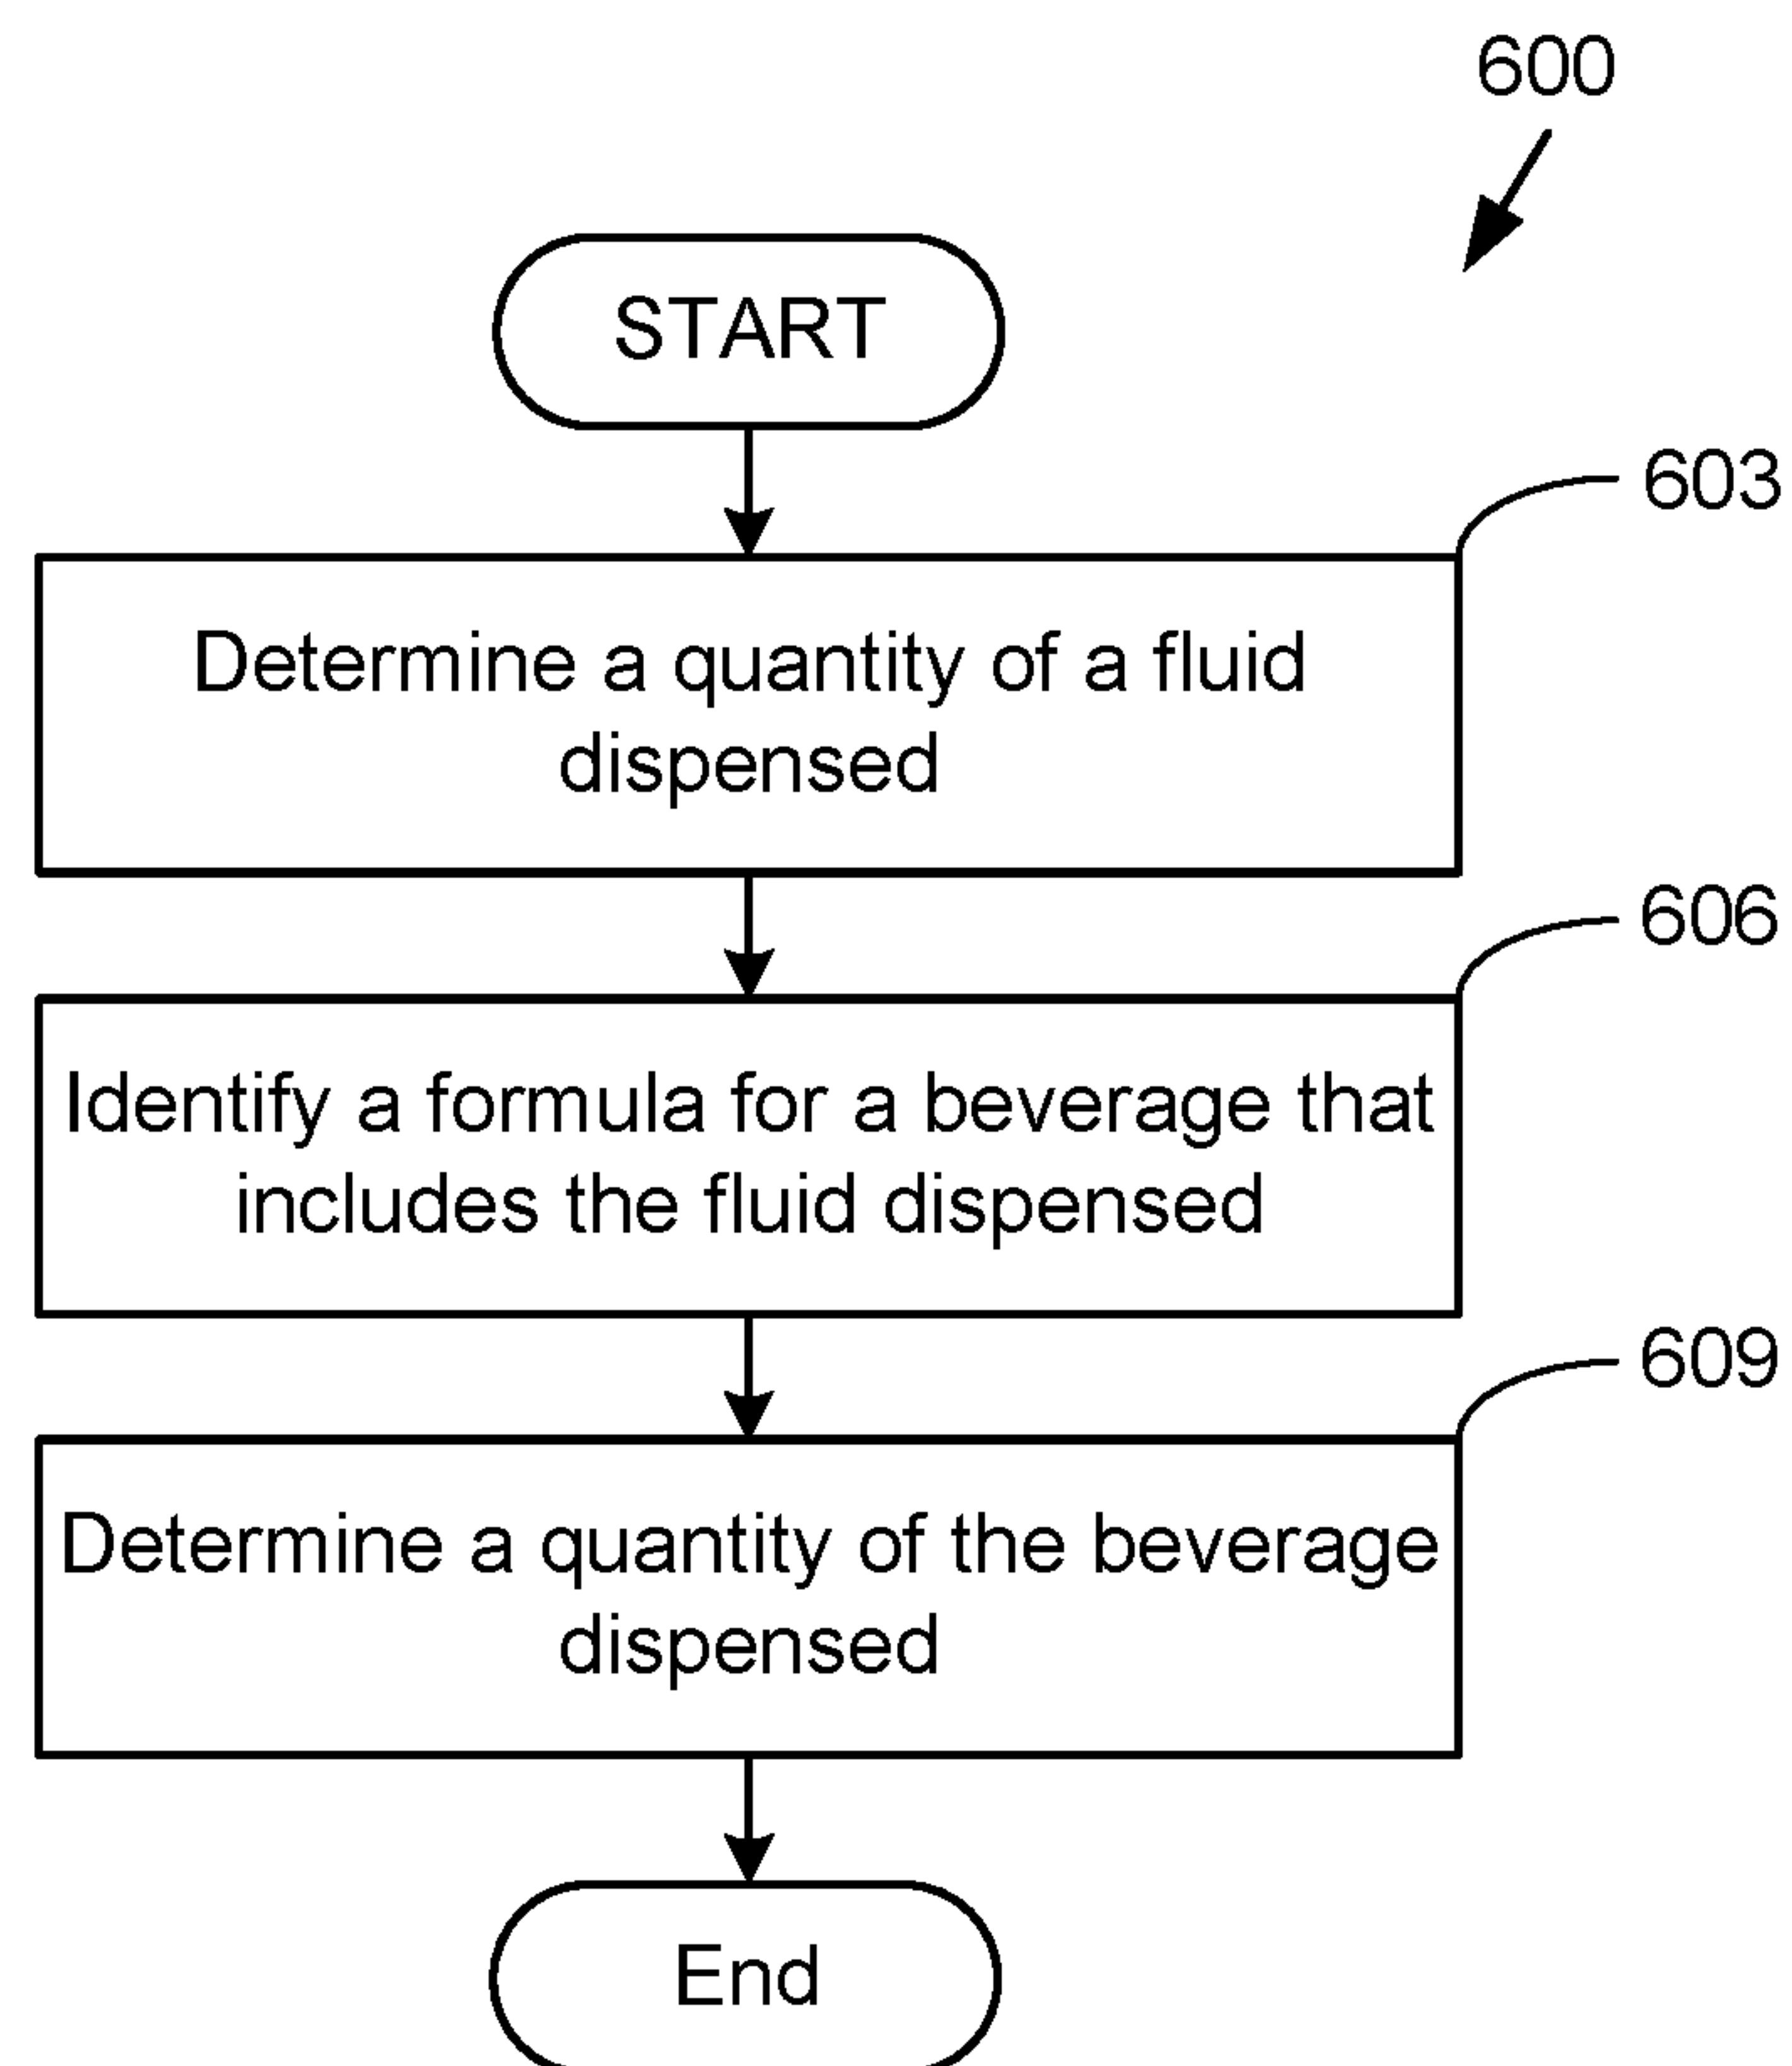 600
START
603
Determine a quantity of a fluid
dispensed
606
Identify a formula for a beverage that
includes the fluid dispensed
609
Determine a quantity of the beverage
dispensed
End